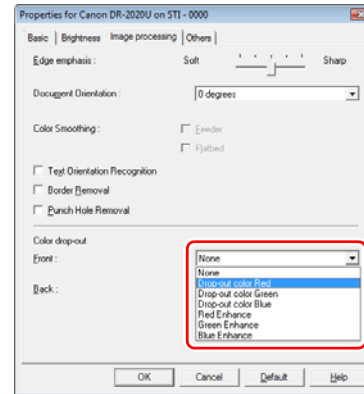 Properties for Canon DR-2020U on STI - 0000
Basic Brightness Image processing Others
Edge emphasis : Soft Sharp
Document Orientation : 0 degrees
Color Smoothing : Feeder
Flatbed
Text Orientation Recognition
Border Removal
Punch Hole Removal
Color drop-out
Front : None
None
Drop-out color Red
Back : Drop-out color Green
Drop-out color Blue
Red Enhance
Green Enhance
Blue Enhance
OK Cancel Default Help